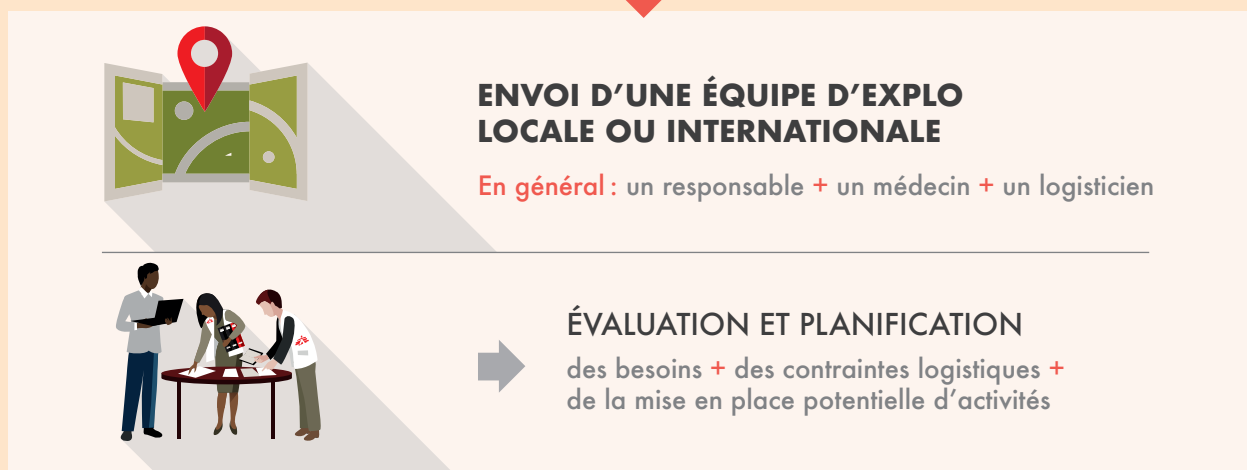 ENVOI D’UNE ÉQUIPE D’EXPLO
LOCALE OU INTERNATIONALE
En général : un responsable + un médecin + un logisticien
ÉVALUATION ET PLANIFICATION
des besoins + des contraintes logistiques +
de la mise en place potentielle d’activités